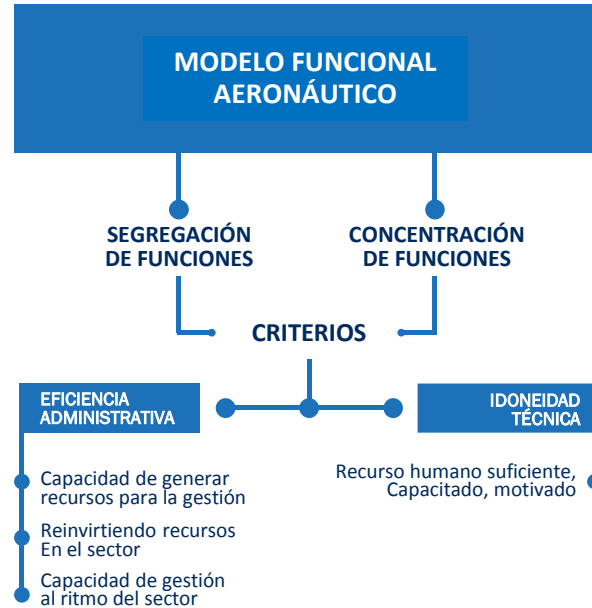 MODELO FUNCIONAL
AERONÁUTICO
SEGREGACIÓN
DE FUNCIONES
CONCENTRACIÓN
DE FUNCIONES
CRITERIOS
EFICIENCIA
ADMINISTRATIVA
IDONEIDAD
TÉCNICA
Capacidad de generar
recursos para la gestión
Reinvirtiendo recursos
En el sector
Capacidad de gestión
al ritmo del sector
Recurso humano suficiente,
Capacitado, motivado